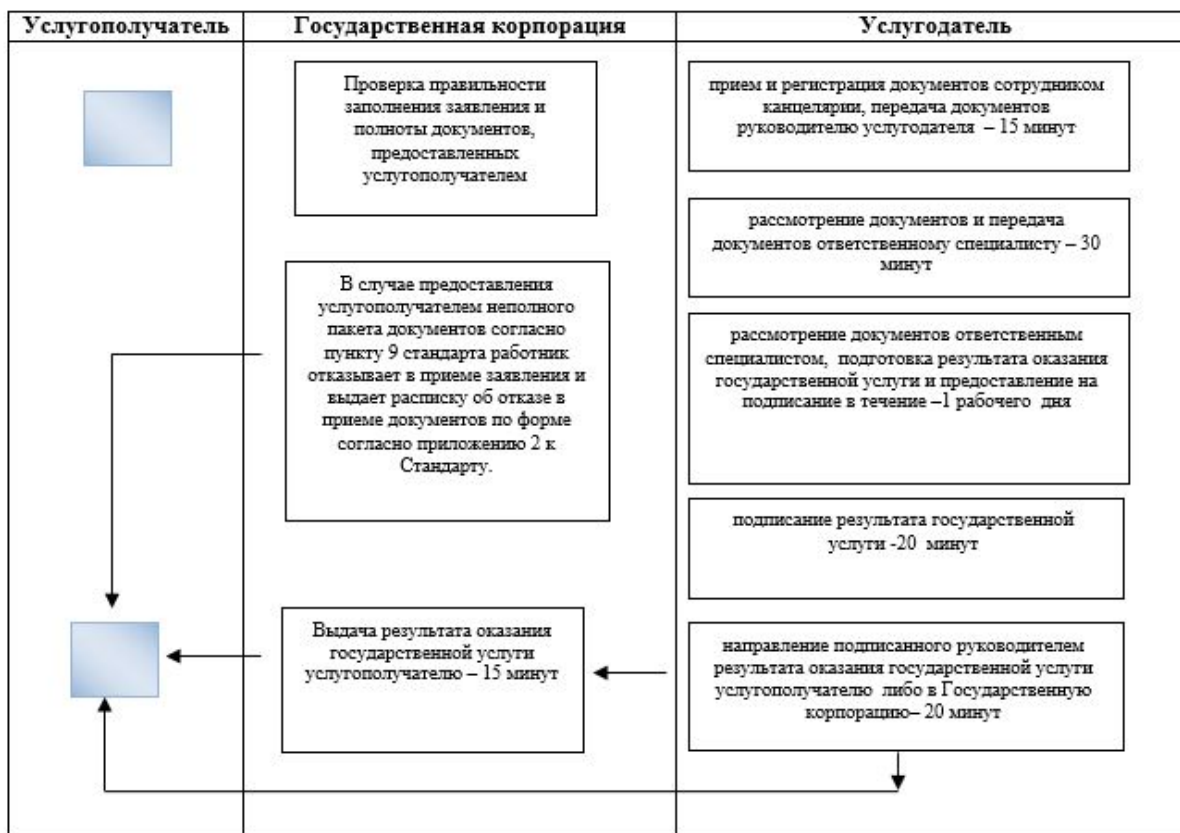 Услугополучатель
Государственная корпорация
Услугодатель
Проверка правильности
заполнения заявления и
полноты документов,
предоставленных
услугополучателем
В случае предоставления
услугополучателем неполного
пакета документов согласно
пункту 9 стандарта работник
отказывает в приеме заявления и
выдает расписку об отказе в
приеме документов по форме
согласно приложению 2 к
Стандарту.
Выдача результата оказания
государственной услуги
услугополучателю – 15 минут
прием и регистрация документов сотрудником
канцелярии, передача документов
руководителю услугодателя – 15 минут
рассмотрение документов и передача
документов ответственному специалисту – 30
минут
рассмотрение документов ответственным
специалистом, подготовка результата оказания
государственной услуги и предоставление на
подписание в течение –1 рабочего дня
подписание результата государственной
услуги -20 минут
направление подписанного руководителем
результата оказания государственной услуги
услугополучателю либо в Государственную
корпорацию– 20 минут